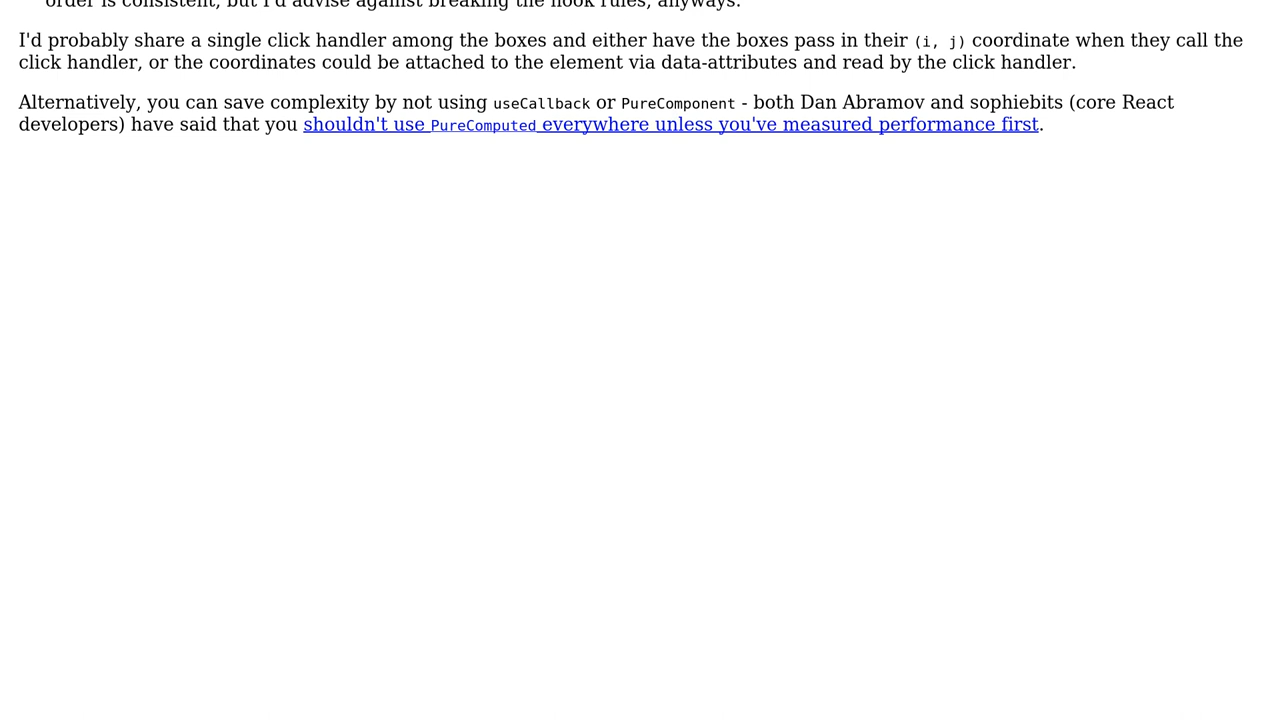 order is consistent, but I'd advise against breaking the hook rules, anyways.
I'd probably share a single click handler among the boxes and either have the boxes pass in their (i, j) coordinate when they call the
click handler, or the coordinates could be attached to the element via data-attributes and read by the click handler.
Alternatively, you can save complexity by not using useCallback or PureComponent - both Dan Abramov and sophiebits (core React
developers) have said that you shouldn't use PureComputed everywhere unless you've measured performance first.